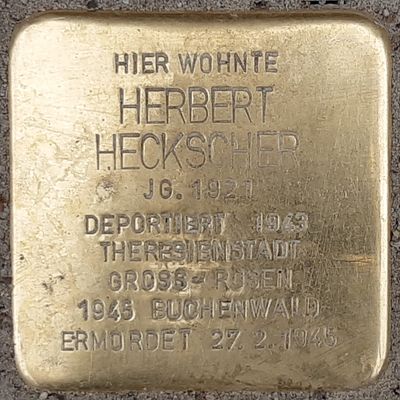 HIER WOHNTE
HERBERT
HECKSCHER
JG. 1921
DEPORTIERT 1943
THERESIENSTADT
GROSS-ROSEN
1945 BUCHENWALD
ERMORDET 27.2.1945